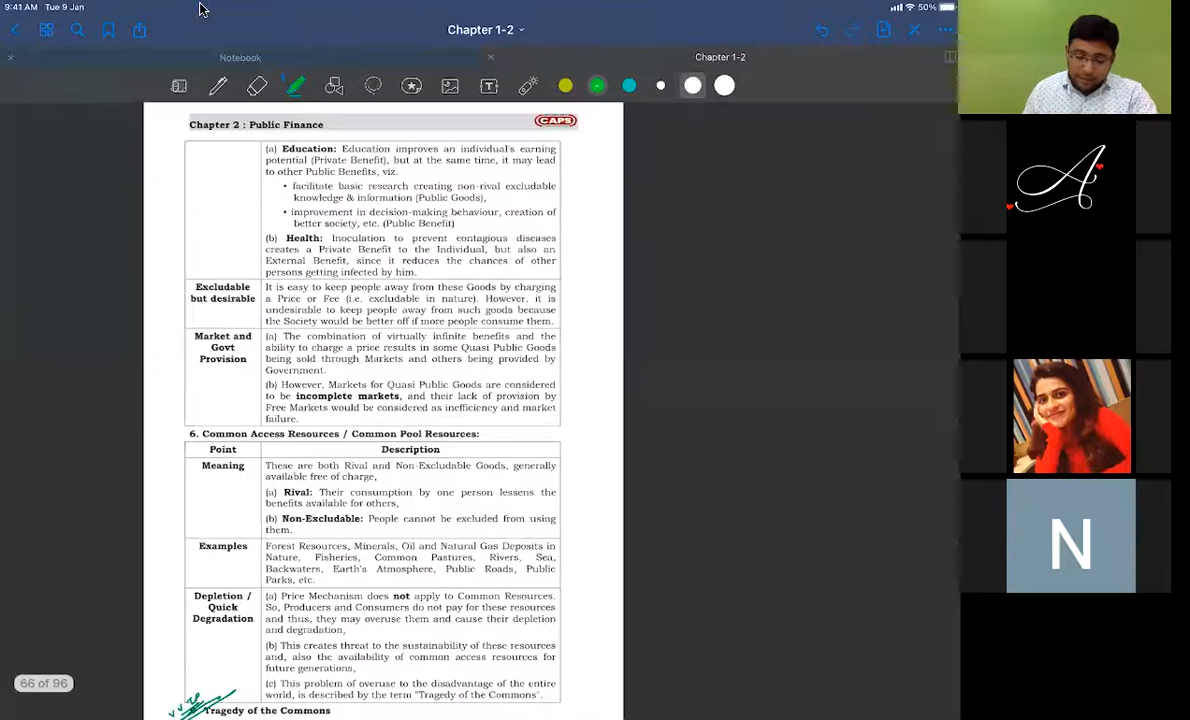 9:41 AM Tue 9 Jan
50%
Chapter 1-2
Notebook
Chapter 1-2
Chapter 2 : Public Finance
CAPS
(a) Education: Education improves an individual's earning
potential (Private Benefit), but at the same time, it may lead
to other Public Benefits, viz.
• facilitate basic research creating non-rival excludable
knowledge & information (Public Goods),
• improvement in decision-making behaviour, creation of
better society, etc. (Public Benefit)
(b) Health: Inoculation to prevent contagious diseases
creates a Private Benefit to the Individual, but also an
External Benefit, since it reduces the chances of other
persons getting infected by him.
Excludable
but desirable
It is easy to keep people away from these Goods by charging
a Price or Fee (i.e. excludable in nature). However, it is
undesirable to keep people away from such goods because
the Society would be better off if more people consume them.
Market and
Govt
Provision
(a) The combination of virtually infinite benefits and the
ability to charge a price results in some Quasi Public Goods
being sold through Markets and others being provided by
Government.
(b) However, Markets for Quasi Public Goods are considered
to be incomplete markets, and their lack of provision by
Free Markets would be considered as inefficiency and market
failure.
6. Common Access Resources / Common Pool Resources:
Point
Description
Meaning
These are both Rival and Non-Excludable Goods, generally
available free of charge,
(a) Rival: Their consumption by one person lessens the
benefits available for others,
(b) Non-Excludable: People cannot be excluded from using
them.
Examples
Forest Resources, Minerals, Oil and Natural Gas Deposits in
Nature, Fisheries, Common Pastures, Rivers, Sea,
Backwaters, Earth's Atmosphere, Public Roads, Public
Parks, etc.
Depletion /
Quick
Degradation
(a) Price Mechanism does not apply to Common Resources.
So, Producers and Consumers do not pay for these resources
and thus, they may overuse them and cause their depletion
and degradation,
(b) This creates threat to the sustainability of these resources
and, also the availability of common access resources for
future generations,
(c) This problem of overuse to the disadvantage of the entire
world, is described by the term "Tragedy of the Commons".
Tragedy of the Commons
66 of 96
A
N